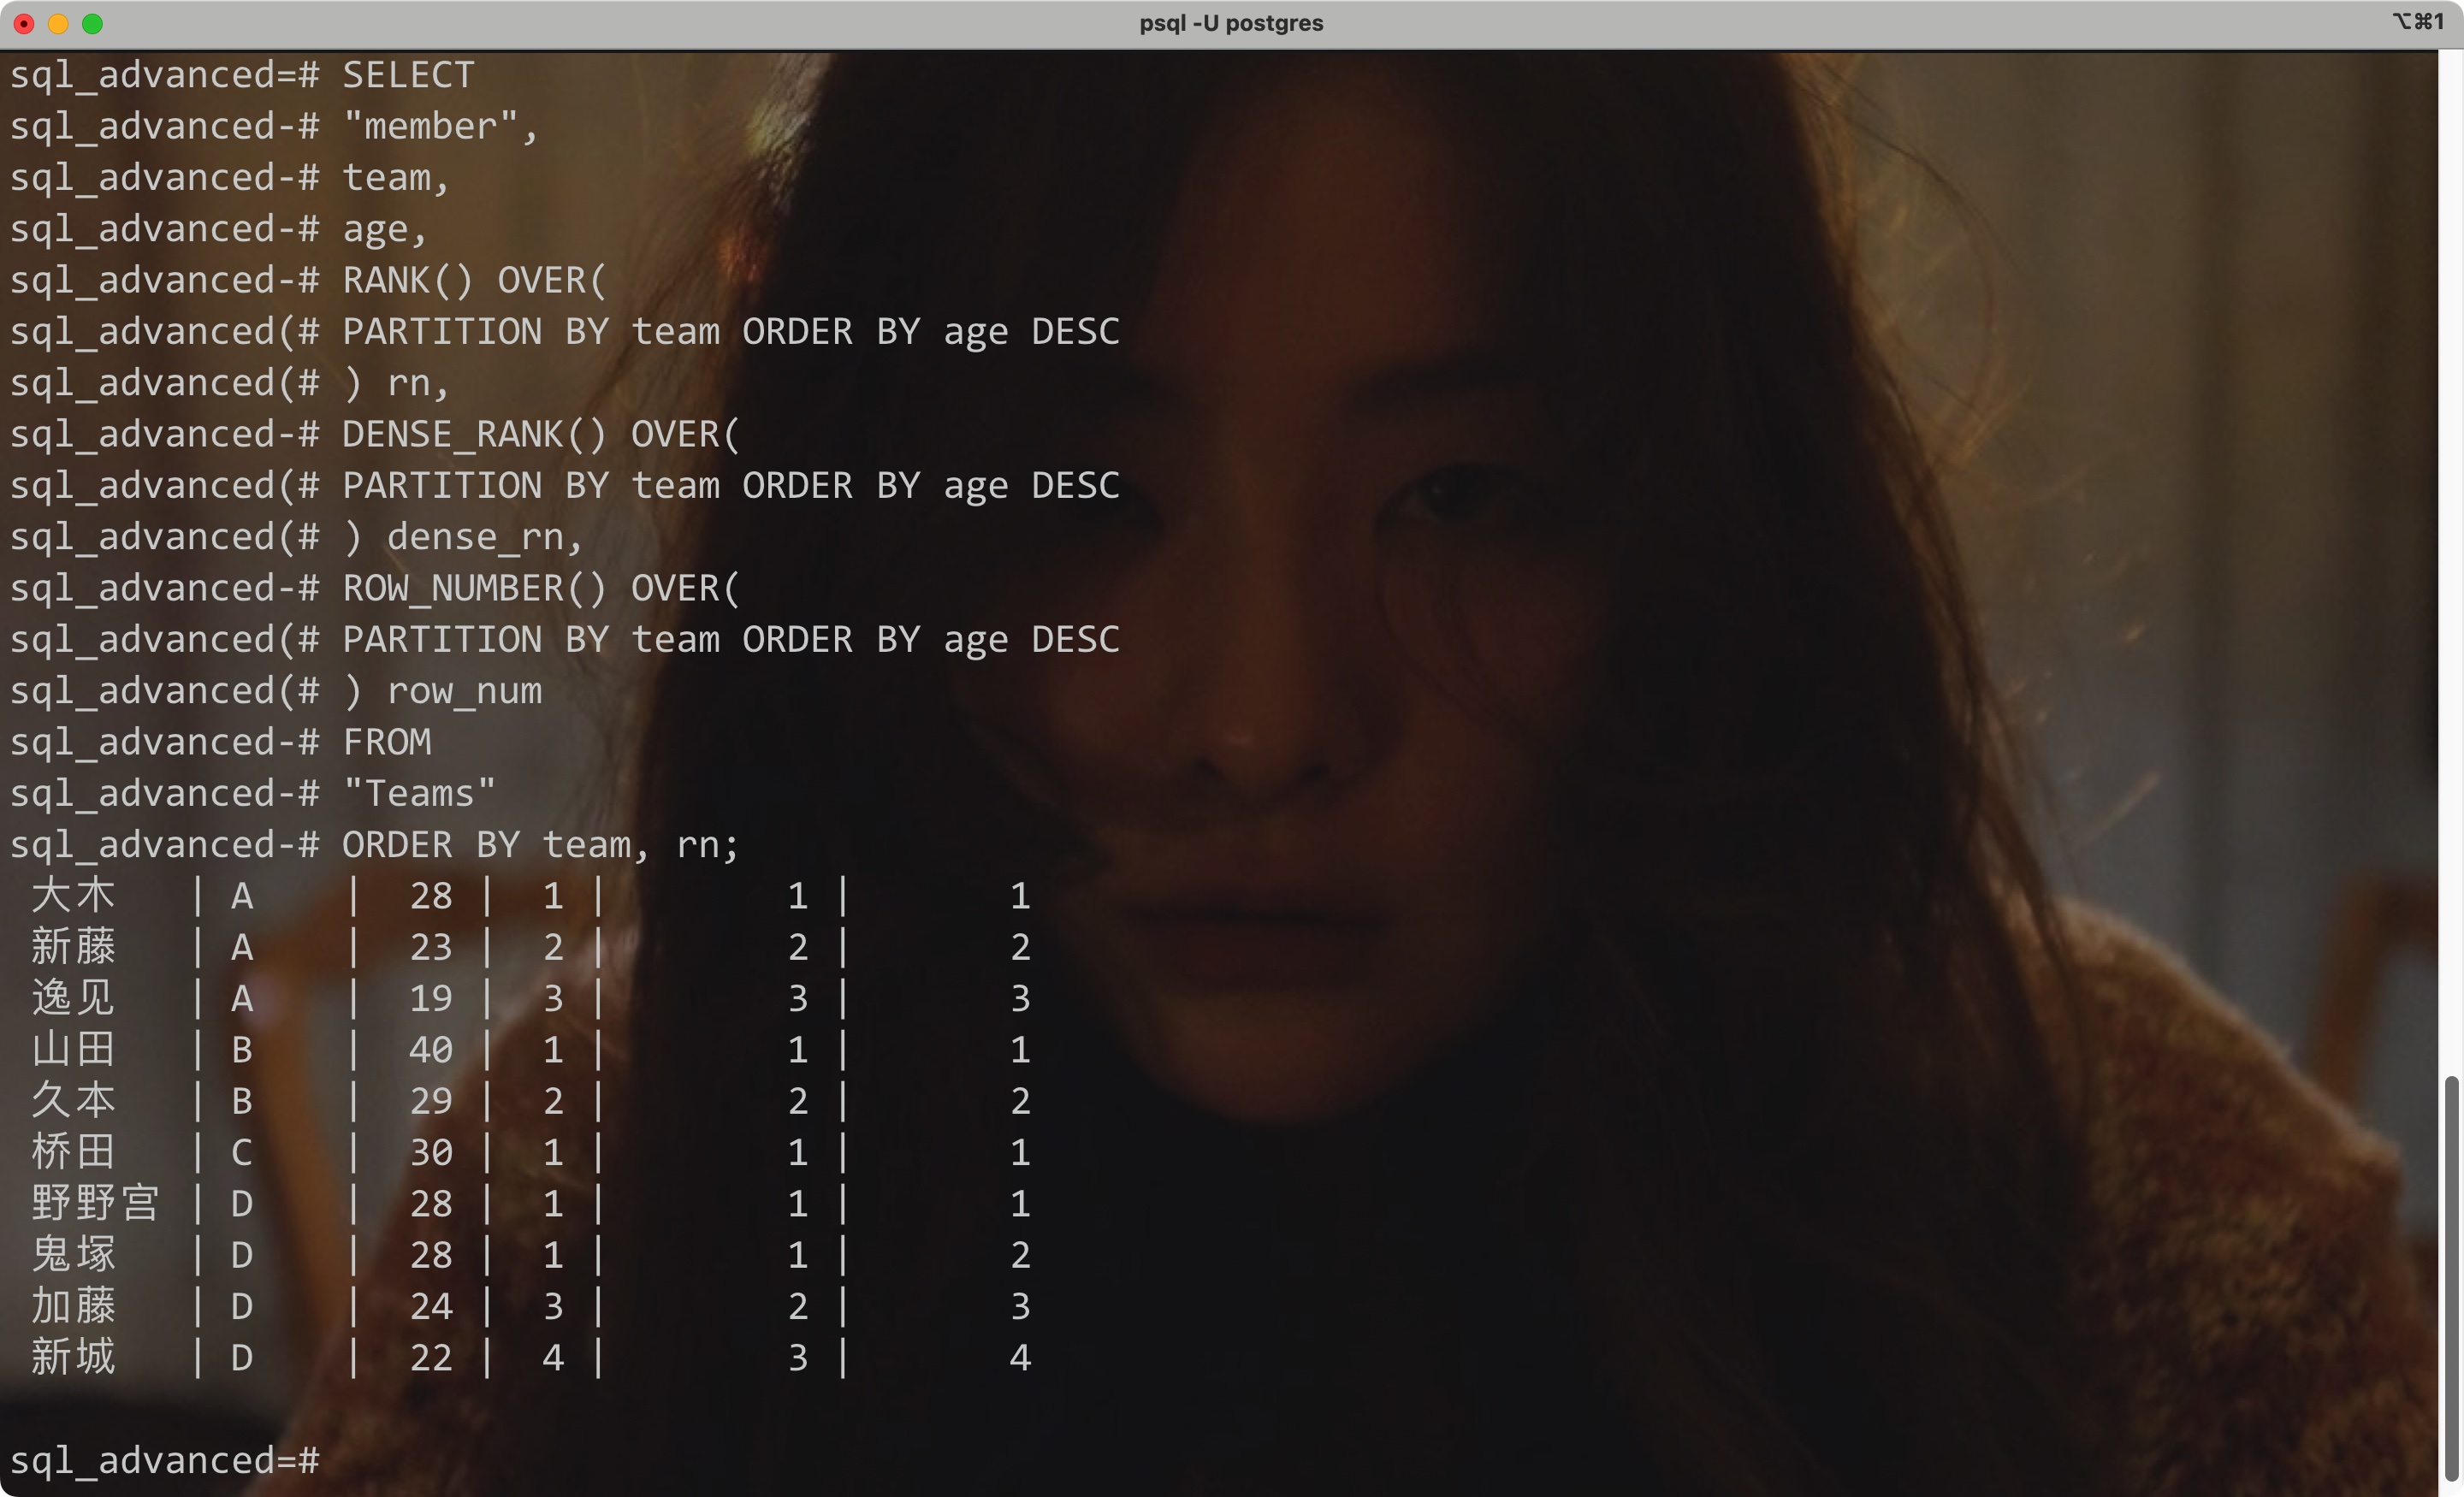 psql -U postgres
⌥⌘1
sql_advanced=# SELECT
sql_advanced-# "member",
sql_advanced-# team,
sql_advanced-# age,
sql_advanced-# RANK() OVER(
sql_advanced(# PARTITION BY team ORDER BY age DESC
sql_advanced(# ) rn,
sql_advanced-# DENSE_RANK() OVER(
sql_advanced(# PARTITION BY team ORDER BY age DESC
sql_advanced(# ) dense_rn,
sql_advanced-# ROW_NUMBER() OVER(
sql_advanced(# PARTITION BY team ORDER BY age DESC
sql_advanced(# ) row_num
sql_advanced-# FROM
sql_advanced-# "Teams"
sql_advanced-# ORDER BY team, rn;
大木 | A | 28 | 1 | 1 | 1
新藤 | A | 23 | 2 | 2 | 2
逸见 | A | 19 | 3 | 3 | 3
山田 | B | 40 | 1 | 1 | 1
久本 | B | 29 | 2 | 2 | 2
桥田 | C | 30 | 1 | 1 | 1
野野宫 | D | 28 | 1 | 1 | 1
鬼塚 | D | 28 | 1 | 1 | 2
加藤 | D | 24 | 3 | 2 | 3
新城 | D | 22 | 4 | 3 | 4
sql_advanced=#